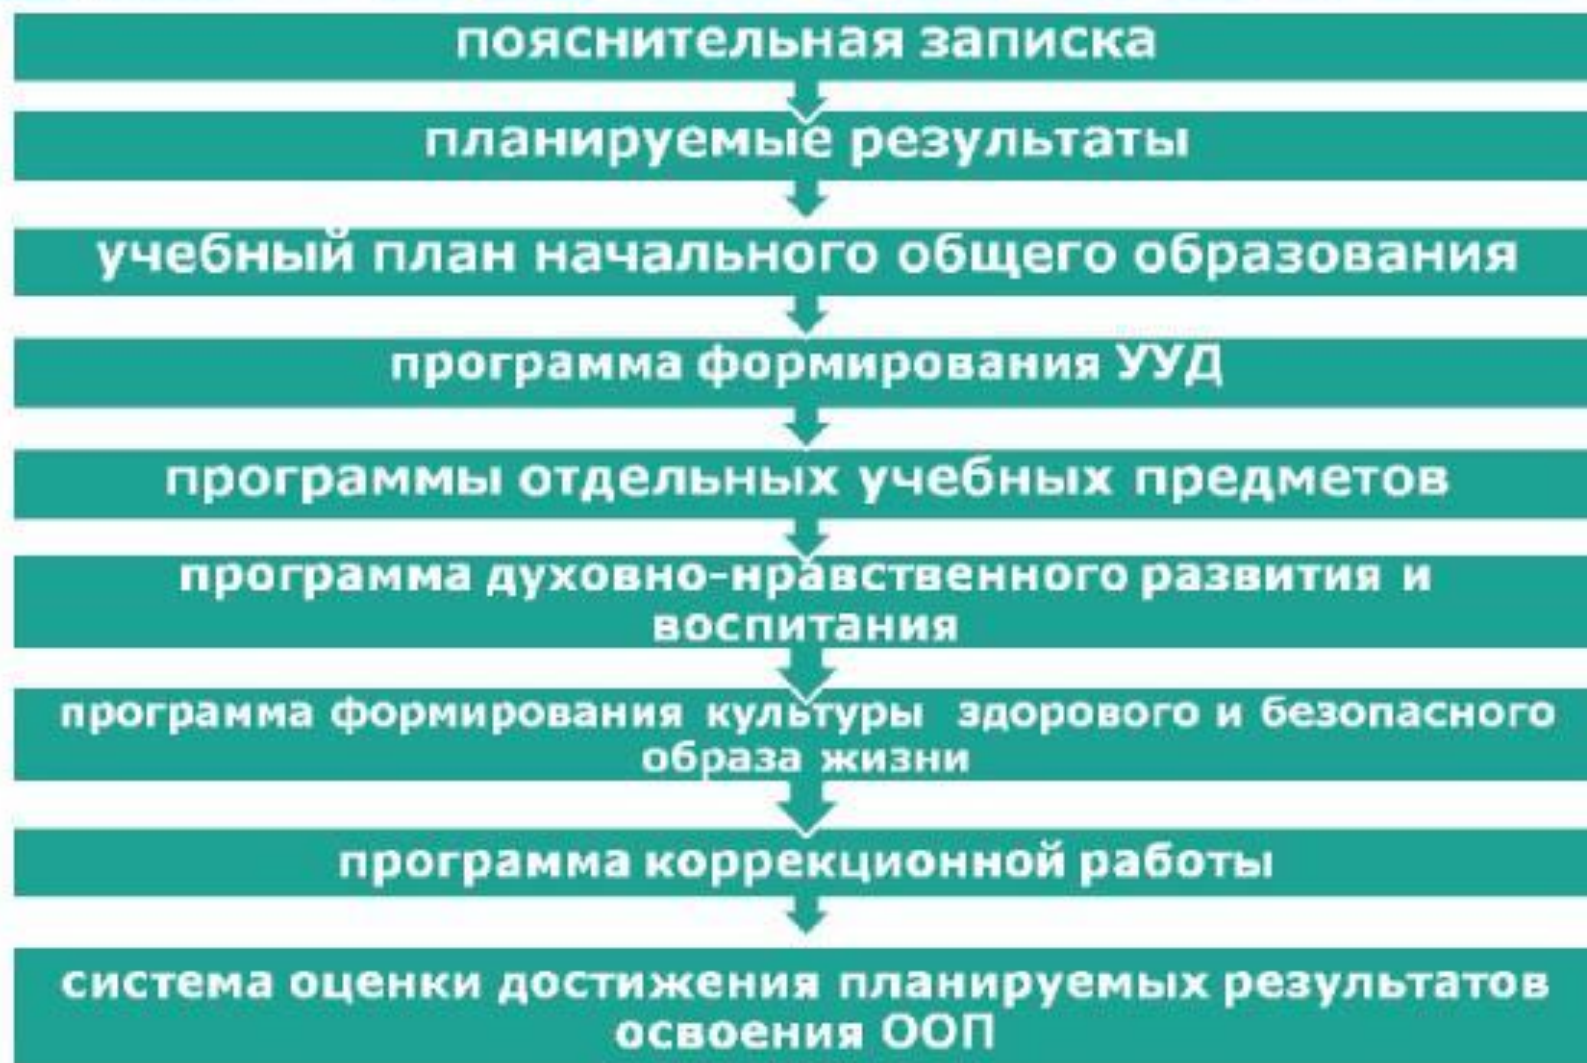 пояснительная записка
планируемые результаты
учебный план начального общего образования
программа формирования УУД
программы отдельных учебных предметов
программа духовно-нравственного развития и
воспитания
программа формирования культуры здорового и безопасного
образа жизни
программа коррекционной работы
система оценки достижения планируемых результатов
освоения ООП